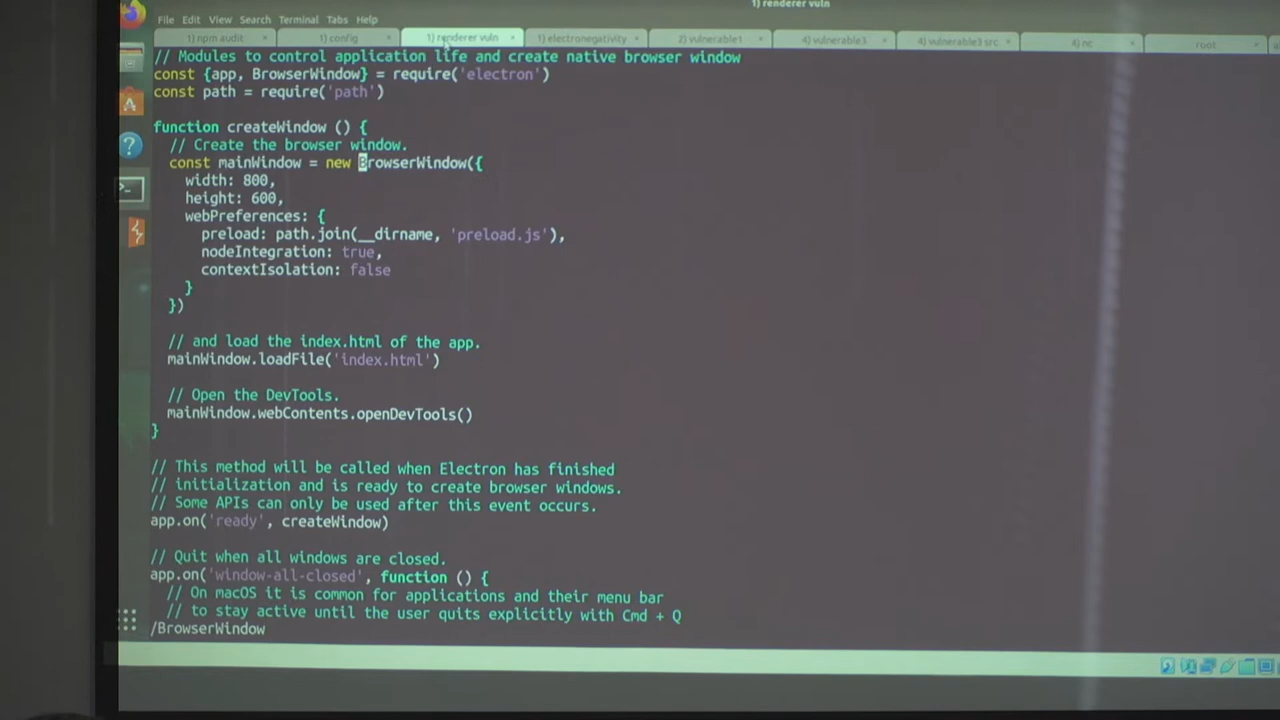 1) renderer vuln
File Edit View Search Terminal Tabs Help
1) npm audit × 1) config × 1) renderer vuln × 1) electronegativity × 2) vulnerable1 × 4) vulnerable3 × 4) vulnerable3 src × 4) nc × root ×
// Modules to control application life and create native browser window
const {app, BrowserWindow} = require('electron')
const path = require('path')
function createWindow () {
// Create the browser window.
const mainWindow = new BrowserWindow({
width: 800,
height: 600,
webPreferences: {
preload: path.join(__dirname, 'preload.js'),
nodeIntegration: true,
contextIsolation: false
}
})
// and load the index.html of the app.
mainWindow.loadFile('index.html')
// Open the DevTools.
mainWindow.webContents.openDevTools()
}
// This method will be called when Electron has finished
// initialization and is ready to create browser windows.
// Some APIs can only be used after this event occurs.
app.on('ready', createWindow)
// Quit when all windows are closed.
app.on('window-all-closed', function () {
// On macOS it is common for applications and their menu bar
// to stay active until the user quits explicitly with Cmd + Q
/BrowserWindow